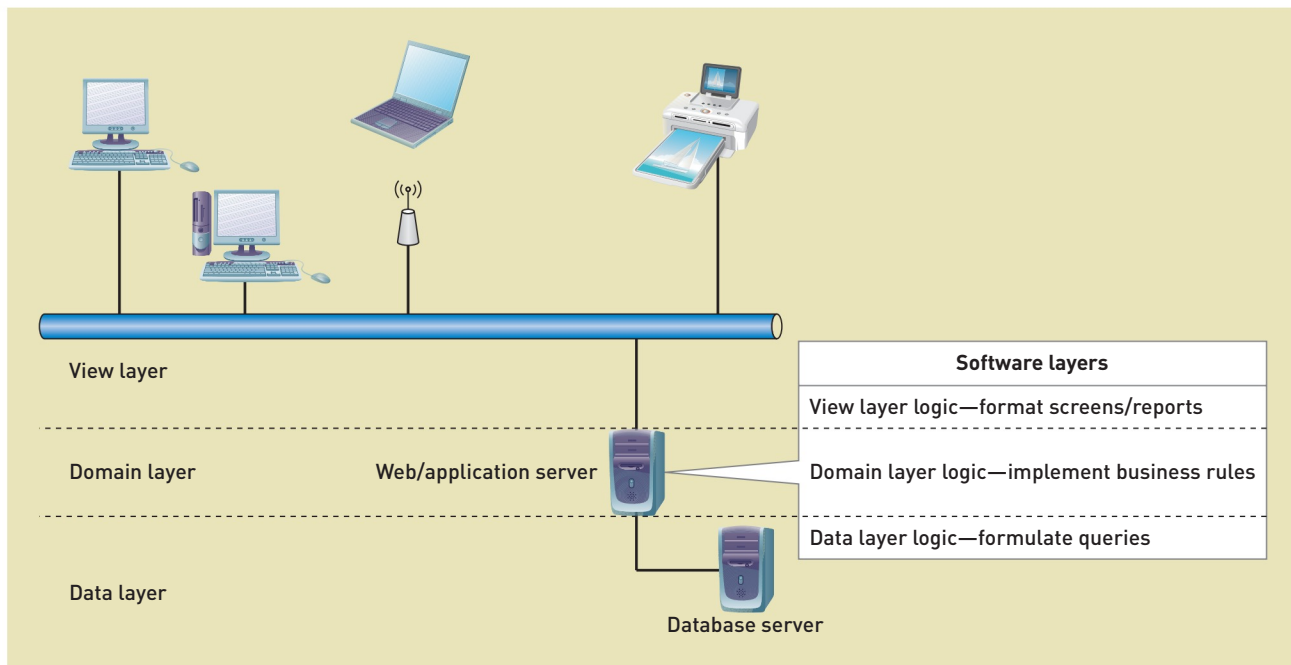 View layer
Software layers
View layer logic—format screens/reports
Domain layer
Web/application server
Domain layer logic—implement business rules
Data layer logic—formulate queries
Data layer
Database server